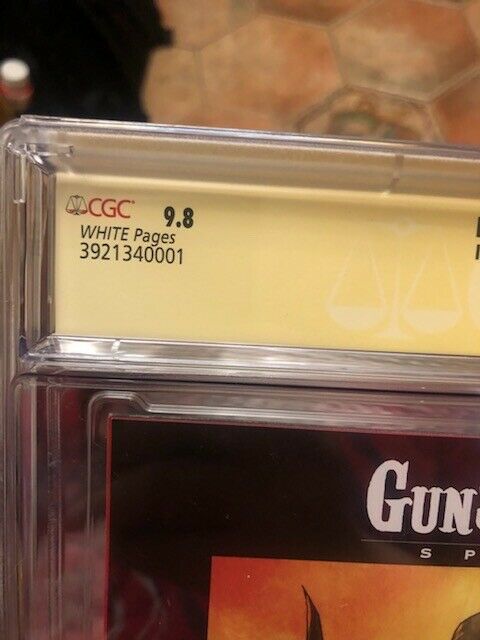 CGC 9.8
WHITE Pages
3921340001
GUN
S P